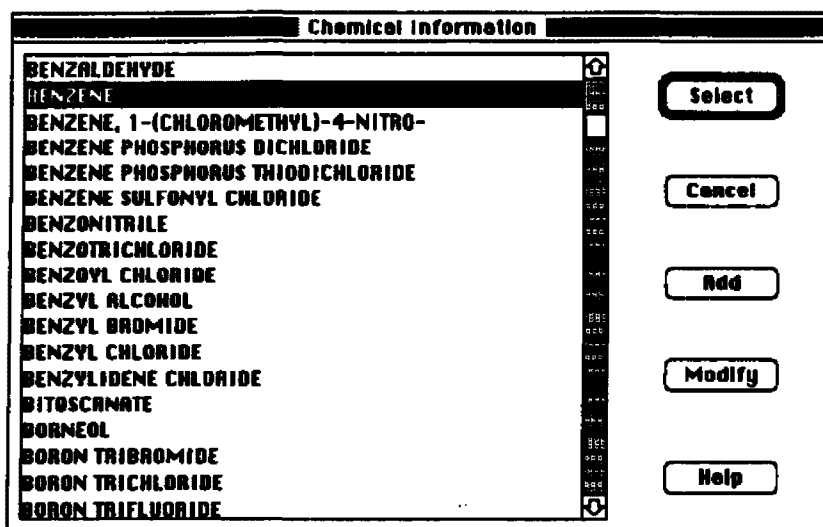 Chemical Information
BENZALDEHYDE
BENZENE
BENZENE, 1-(CHLOROMETHYL)-4-NITRO-
BENZENE PHOSPHORUS DICHLORIDE
BENZENE PHOSPHORUS THIODICHLORIDE
BENZENE SULFONYL CHLORIDE
BENZONITRILE
BENZOTRICHLORIDE
BENZOYL CHLORIDE
BENZYL ALCOHOL
BENZYL BROMIDE
BENZYL CHLORIDE
BENZYLIDENE CHLORIDE
BITOSCANATE
BORNEOL
BORON TRIBROMIDE
BORON TRICHLORIDE
BORON TRIFLUORIDE
Select
Cancel
Add
Modify
Help